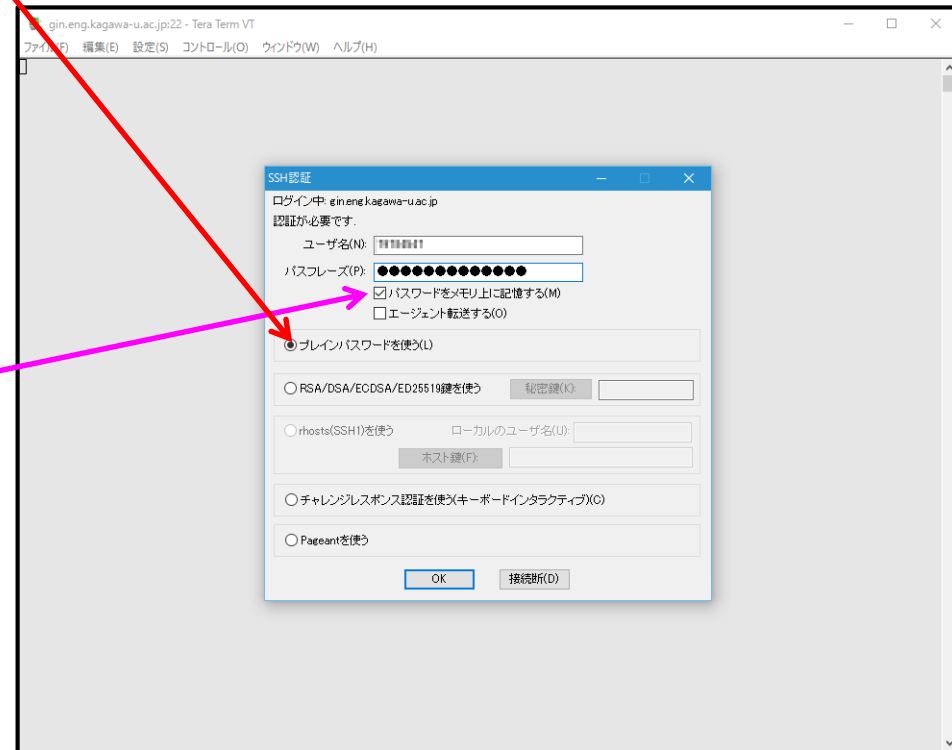 gin.eng.kagawa-u.ac.jp:22 - Tera Term VT
ファイル(F) 編集(E) 設定(S) コントロール(O) ウィンドウ(W) ヘルプ(H)
SSH認証
ログイン中: gin.eng.kagawa-u.ac.jp
認証が必要です.
ユーザ名(N):
パスフレーズ(P): ●●●●●●●●●●●●●
パスワードをメモリ上に記憶する(M)
エージェント転送する(O)
プレインパスワードを使う(L)
RSA/DSA/ECDSA/ED25519鍵を使う 秘密鍵(K):
rhosts(SSH1)を使う ローカルのユーザ名(U):
ホスト鍵(F):
チャレンジレスポンス認証を使う(キーボードインタラクティブ)(C)
Pageantを使う
OK 接続断(D)